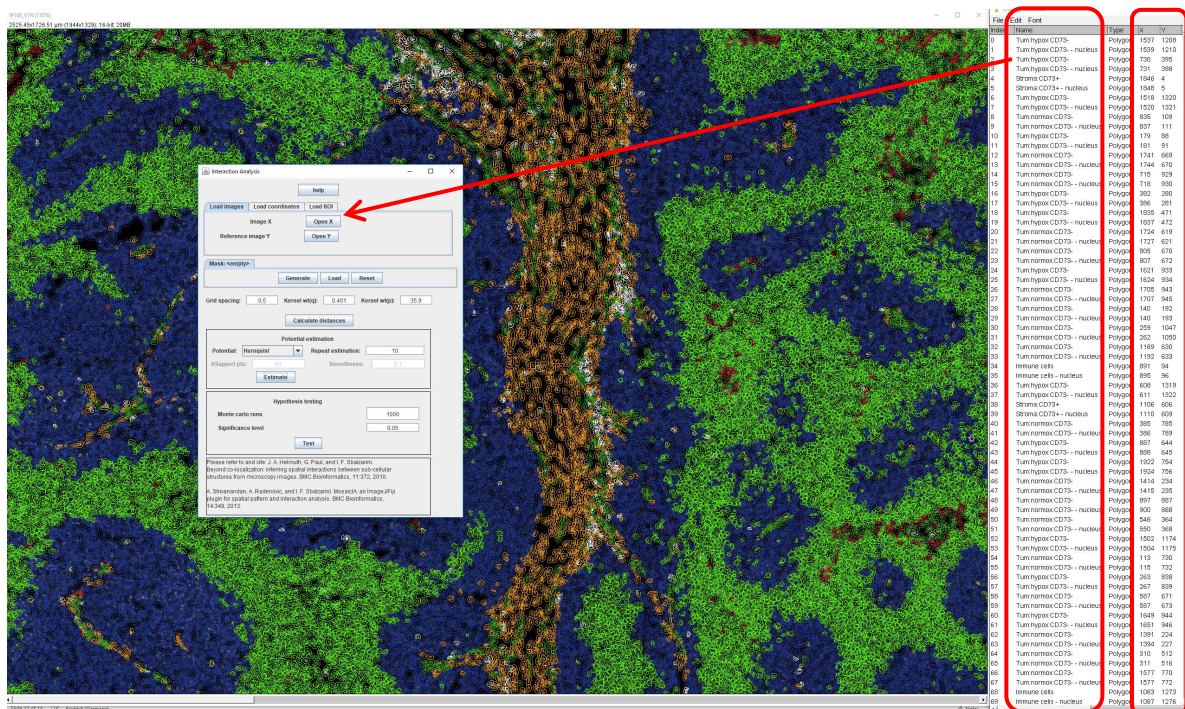 IP188_V74 (110%)
2525.45x1726.51 µm (1944x1329); 16-bit; 20MB
Interaction Analysis
help
Load images Load coordinates Load ROI
Image X Open X
Reference image Y Open Y
Mask: <empty>
Generate Load Reset
Grid spacing: 0.5 Kernel wt(q): 0.401 Kernel wt(p): 35.9
Calculate distances
Potential estimation
Potential: Hernquist Repeat estimation: 10
#Support pts: Smoothness: 0.1
Estimate
Hypothesis testing
Monte carlo runs 1000
Significance level 0.05
Test
Please refer to and cite: J. A. Helmuth, G. Paul, and I. F. Sbalzarini.
Beyond co-localization: inferring spatial interactions between sub-cellular
structures from microscopy images. BMC Bioinformatics, 11:372, 2010.
A. Shivanandan, A. Radenovic, and I. F. Sbalzarini. MosaicIA: an ImageJ/Fiji
plugin for spatial pattern and interaction analysis. BMC Bioinformatics,
14:349, 2013.
File Edit Font
Index Name Type X Y
0 Tum:hypox:CD73- Polygon 1537 1208
1 Tum:hypox:CD73- - nucleus Polygon 1539 1210
2 Tum:hypox:CD73- Polygon 730 395
3 Tum:hypox:CD73- - nucleus Polygon 731 398
4 Stroma:CD73+ Polygon 1846 4
5 Stroma:CD73+ - nucleus Polygon 1848 5
6 Tum:hypox:CD73- Polygon 1518 1320
7 Tum:hypox:CD73- - nucleus Polygon 1520 1321
8 Tum:normox:CD73- Polygon 835 109
9 Tum:normox:CD73- - nucleus Polygon 837 111
10 Tum:hypox:CD73- Polygon 179 88
11 Tum:hypox:CD73- - nucleus Polygon 181 91
12 Tum:normox:CD73- Polygon 1741 669
13 Tum:normox:CD73- - nucleus Polygon 1744 670
14 Tum:normox:CD73- Polygon 715 929
15 Tum:normox:CD73- - nucleus Polygon 718 930
16 Tum:hypox:CD73- Polygon 382 280
17 Tum:hypox:CD73- - nucleus Polygon 386 281
18 Tum:hypox:CD73- Polygon 1835 471
19 Tum:hypox:CD73- - nucleus Polygon 1837 472
20 Tum:normox:CD73- Polygon 1724 619
21 Tum:normox:CD73- - nucleus Polygon 1727 621
22 Tum:normox:CD73- Polygon 805 670
23 Tum:normox:CD73- - nucleus Polygon 807 672
24 Tum:hypox:CD73- Polygon 1621 933
25 Tum:hypox:CD73- - nucleus Polygon 1624 934
26 Tum:normox:CD73- Polygon 1705 943
27 Tum:normox:CD73- - nucleus Polygon 1707 945
28 Tum:normox:CD73- Polygon 140 192
29 Tum:normox:CD73- - nucleus Polygon 140 193
30 Tum:normox:CD73- Polygon 259 1047
31 Tum:normox:CD73- - nucleus Polygon 262 1050
32 Tum:normox:CD73- Polygon 1189 630
33 Tum:normox:CD73- - nucleus Polygon 1192 633
34 Immune cells Polygon 891 94
35 Immune cells - nucleus Polygon 895 96
36 Tum:hypox:CD73- Polygon 608 1319
37 Tum:hypox:CD73- - nucleus Polygon 611 1322
38 Stroma:CD73+ Polygon 1106 606
39 Stroma:CD73+ - nucleus Polygon 1110 609
40 Tum:normox:CD73- Polygon 385 785
41 Tum:normox:CD73- - nucleus Polygon 386 789
42 Tum:hypox:CD73- Polygon 887 644
43 Tum:hypox:CD73- - nucleus Polygon 888 645
44 Tum:hypox:CD73- Polygon 1922 754
45 Tum:hypox:CD73- - nucleus Polygon 1924 756
46 Tum:normox:CD73- Polygon 1414 234
47 Tum:normox:CD73- - nucleus Polygon 1415 235
48 Tum:normox:CD73- Polygon 897 887
49 Tum:normox:CD73- - nucleus Polygon 900 888
50 Tum:normox:CD73- Polygon 546 364
51 Tum:normox:CD73- - nucleus Polygon 550 368
52 Tum:hypox:CD73- Polygon 1502 1174
53 Tum:hypox:CD73- - nucleus Polygon 1504 1175
54 Tum:normox:CD73- Polygon 113 730
55 Tum:normox:CD73- - nucleus Polygon 115 732
56 Tum:hypox:CD73- Polygon 263 838
57 Tum:hypox:CD73- - nucleus Polygon 267 839
58 Tum:normox:CD73- Polygon 587 671
59 Tum:normox:CD73- - nucleus Polygon 587 673
60 Tum:hypox:CD73- Polygon 1649 944
61 Tum:hypox:CD73- - nucleus Polygon 1651 946
62 Tum:normox:CD73- Polygon 1391 224
63 Tum:normox:CD73- - nucleus Polygon 1394 227
64 Tum:normox:CD73- Polygon 310 512
65 Tum:normox:CD73- - nucleus Polygon 311 516
66 Tum:normox:CD73- Polygon 1577 770
67 Tum:normox:CD73- - nucleus Polygon 1577 772
68 Immune cells Polygon 1083 1273
69 Immune cells - nucleus Polygon 1087 1276